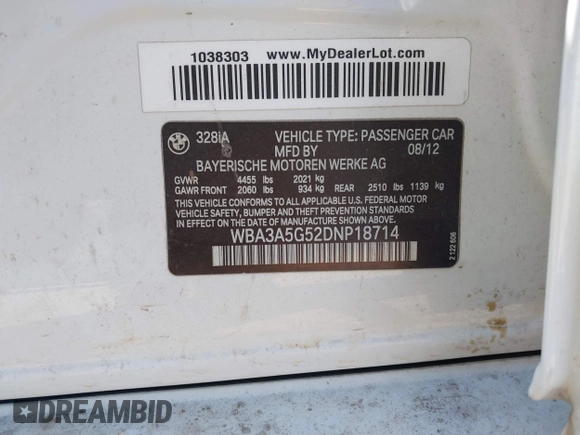 1038303 www.MyDealerLot.com
328iA VEHICLE TYPE: PASSENGER CAR
MFD BY 08/12
BAYERISCHE MOTOREN WERKE AG
GVWR 4455 lbs 2021 kg
GAWR FRONT 2060 lbs 934 kg REAR 2510 lbs 1139 kg
THIS VEHICLE CONFORMS TO ALL APPLICABLE U.S. FEDERAL MOTOR
VEHICLE SAFETY, BUMPER, AND THEFT PREVENTION STANDARDS IN
EFFECT ON THE DATE OF MANUFACTURE SHOWN ABOVE.
WBA3A5G52DNP18714
2 122 606
DREAMBID